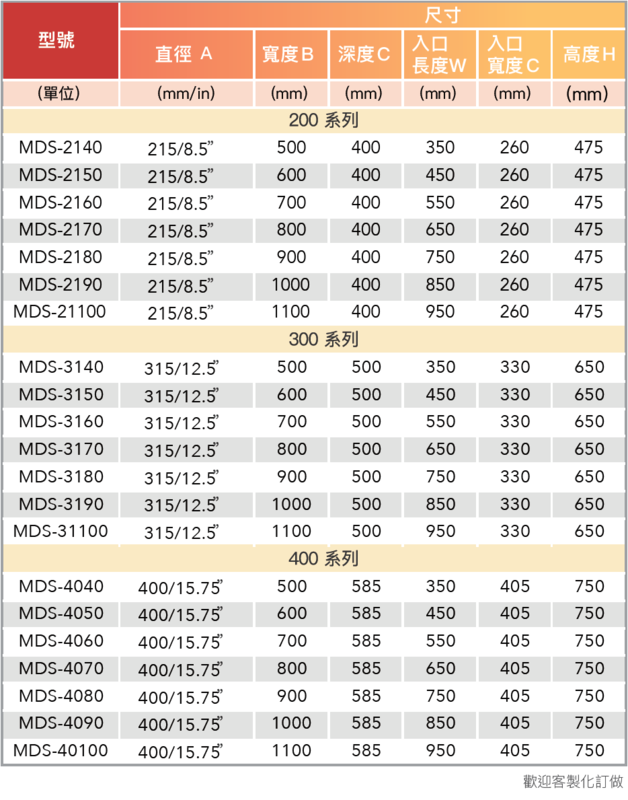 型號 尺寸
直徑 A 寬度B 深度C 入口長度W 入口寬度C 高度H
(單位) (mm/in) (mm) (mm) (mm) (mm) (mm)
200 系列
MDS-2140 215/8.5” 500 400 350 260 475
MDS-2150 215/8.5” 600 400 450 260 475
MDS-2160 215/8.5” 700 400 550 260 475
MDS-2170 215/8.5” 800 400 650 260 475
MDS-2180 215/8.5” 900 400 750 260 475
MDS-2190 215/8.5” 1000 400 850 260 475
MDS-21100 215/8.5” 1100 400 950 260 475
300 系列
MDS-3140 315/12.5” 500 500 350 330 650
MDS-3150 315/12.5” 600 500 450 330 650
MDS-3160 315/12.5” 700 500 550 330 650
MDS-3170 315/12.5” 800 500 650 330 650
MDS-3180 315/12.5” 900 500 750 330 650
MDS-3190 315/12.5” 1000 500 850 330 650
MDS-31100 315/12.5” 1100 500 950 330 650
400 系列
MDS-4040 400/15.75” 500 585 350 405 750
MDS-4050 400/15.75” 600 585 450 405 750
MDS-4060 400/15.75” 700 585 550 405 750
MDS-4070 400/15.75” 800 585 650 405 750
MDS-4080 400/15.75” 900 585 750 405 750
MDS-4090 400/15.75” 1000 585 850 405 750
MDS-40100 400/15.75” 1100 585 950 405 750
歡迎客製化訂做